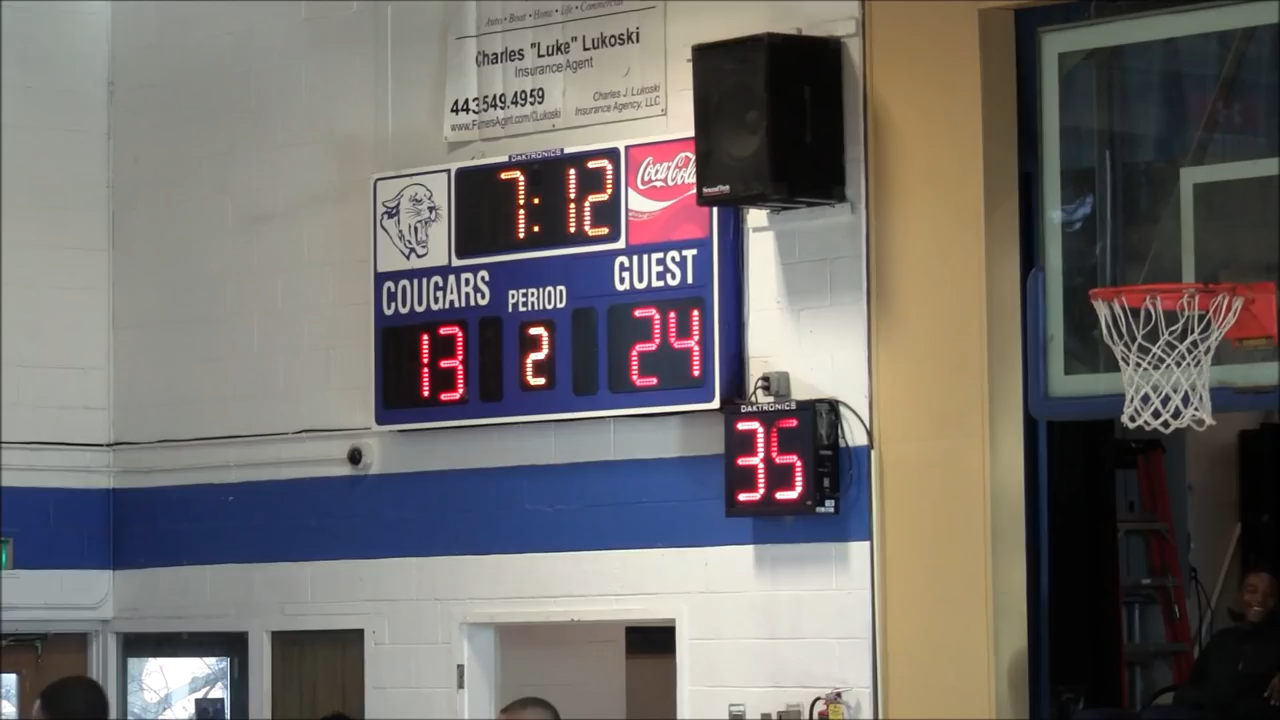 Autos • Boat • Home • Life • Commercial
Charles "Luke" Lukoski
Insurance Agent
443.549.4959
Charles J. Lukoski
Insurance Agency, LLC
www.FarmersAgent.com/CLukoski
DAKTRONICS
7:12
Coca-Cola
COUGARS
PERIOD
GUEST
13
2
24
DAKTRONICS
35